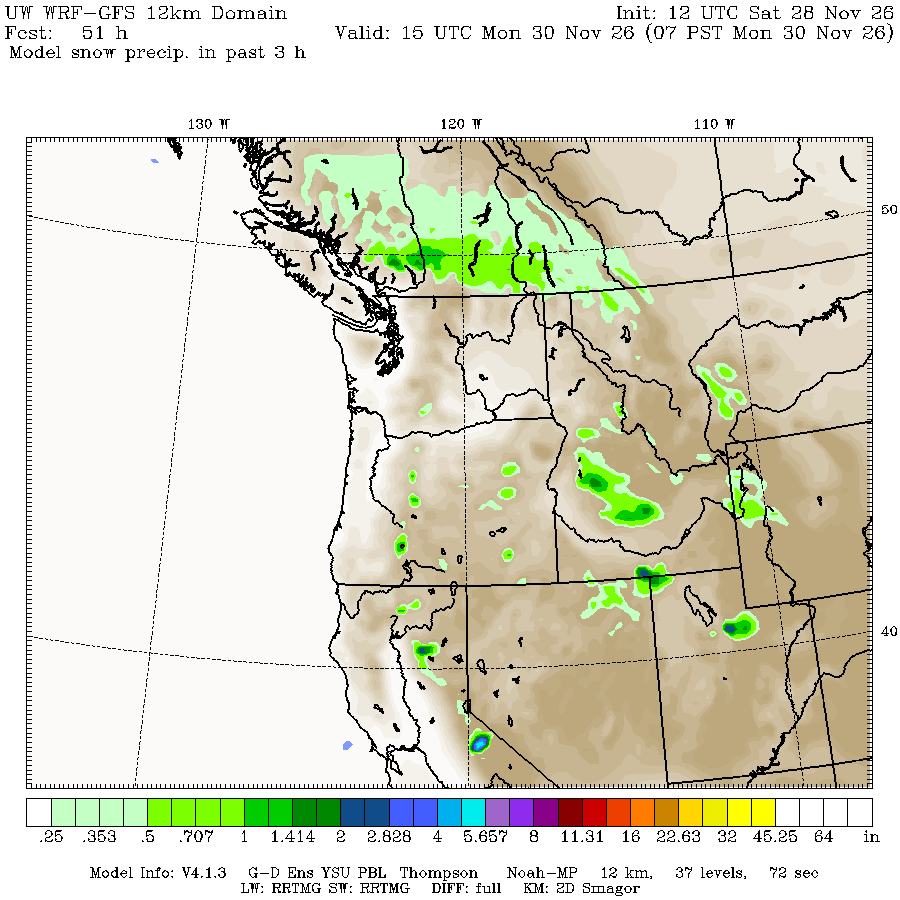 UW WRF-GFS 12km Domain Init: 12 UTC Sat 28 Nov 26
Fcst: 51 h Valid: 15 UTC Mon 30 Nov 26 (07 PST Mon 30 Nov 26)
Model snow precip. in past 3 h
130 W 120 W 110 W
50
40
.25 .353 .5 .707 1 1.414 2 2.828 4 5.657 8 11.31 16 22.63 32 45.25 64 in
Model Info: V4.1.3 G-D Ens YSU PBL Thompson Noah-MP 12 km, 37 levels, 72 sec
LW: RRTMG SW: RRTMG DIFF: full KM: 2D Smagor